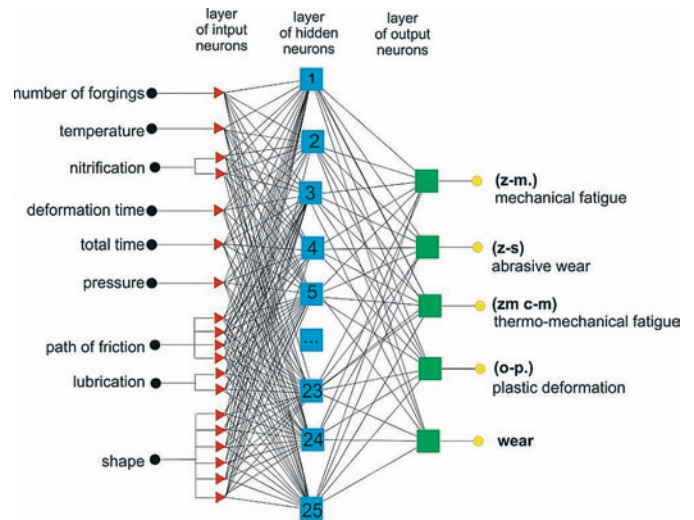 layer
of intput
neurons
layer
of hidden
neurons
layer
of output
neurons
number of forgings
temperature
nitrification
deformation time
total time
pressure
path of friction
lubrication
shape
1
2
3
4
5
...
23
24
25
(z-m.)
mechanical fatigue
(z-s)
abrasive wear
(zm c-m)
thermo-mechanical fatigue
(o-p.)
plastic deformation
wear